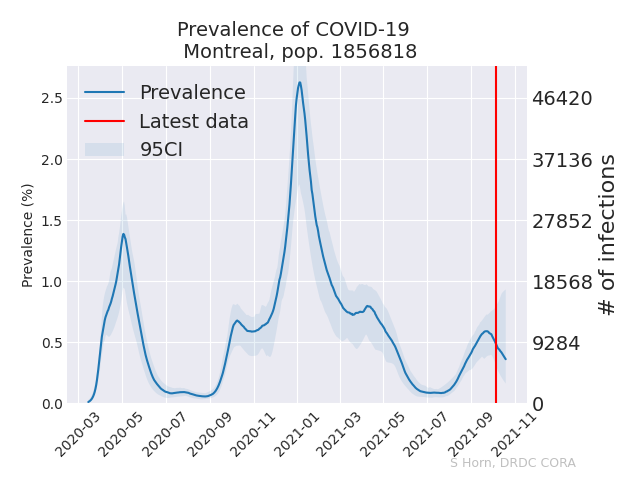 Prevalence of COVID-19
Montreal, pop. 1856818
Prevalence
Latest data
95CI
Prevalence (%)
2.5
2.0
1.5
1.0
0.5
0.0
46420
37136
27852
18568
9284
0
# of infections
2020-03
2020-05
2020-07
2020-09
2020-11
2021-01
2021-03
2021-05
2021-07
2021-09
2021-11
S Horn, DRDC CORA